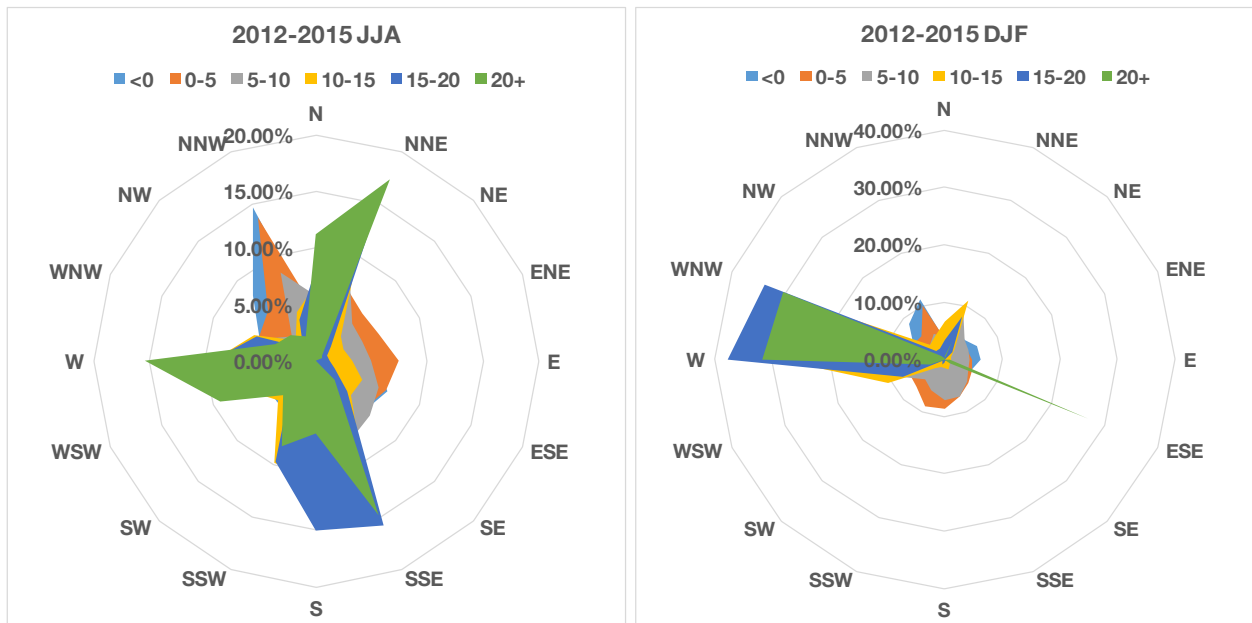 2012-2015 JJA
<0 0-5 5-10 10-15 15-20 20+
N
NNE
NE
ENE
E
ESE
SE
SSE
S
SSW
SW
WSW
W
WNW
NW
NNW
20.00%
15.00%
10.00%
5.00%
0.00%
2012-2015 DJF
<0 0-5 5-10 10-15 15-20 20+
N
NNE
NE
ENE
E
ESE
SE
SSE
S
SSW
SW
WSW
W
WNW
NW
NNW
40.00%
30.00%
20.00%
10.00%
0.00%